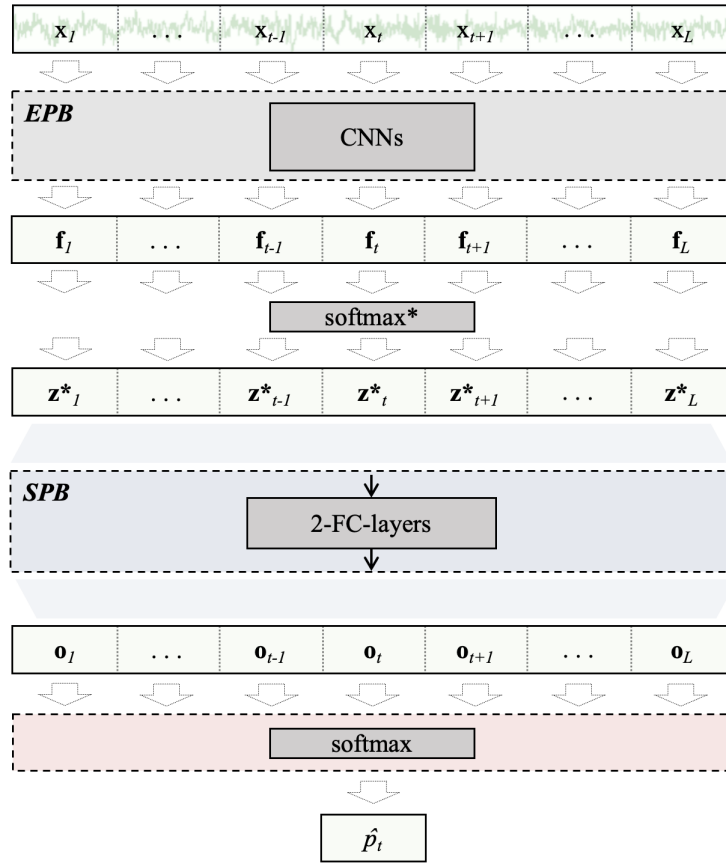 x1 . . . xt-1 xt xt+1 . . . xL
EPB
CNNs
f1 . . . ft-1 ft ft+1 . . . fL
softmax*
z*1 . . . z*t-1 z*t z*t+1 . . . z*L
SPB
2-FC-layers
o1 . . . ot-1 ot ot+1 . . . oL
softmax
p̂t